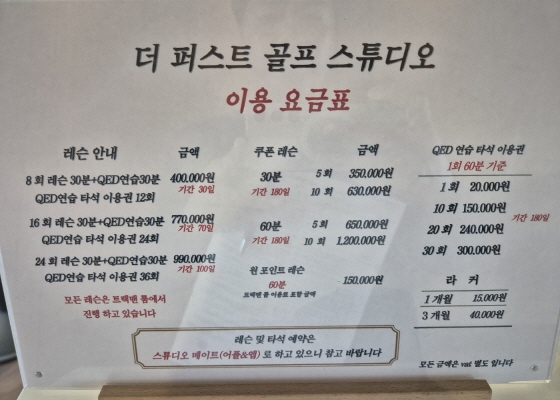 더 퍼스트 골프 스튜디오
이용 요금표
레슨 안내 금액
8 회 레슨 30분+QED연습30분 400.000원
기간 30일
QED연습 타석 이용권 12회
16 회 레슨 30분+QED연습30분 770.000원
기간 70일
QED연습 타석 이용권 24회
24 회 레슨 30분+QED연습30분 990.000원
기간 100일
QED연습 타석 이용권 36회
모든 레슨은 트랙맨 룸에서
진행 하고 있습니다
쿠폰 레슨 금액
30분 5 회 350.000원
기간 180일 10 회 630.000원
60분 5회 650.000원
기간 180일 10 회 1,200.000원
원 포인트 레슨
60분 150.000원
트랙맨 룸 이용료 포함 금액
QED 연습 타석 이용권
1회 60분 기준
1 회 20.000원
10 회 150.000원
기간 180일
20 회 240.000원
30 회 300.000원
라 커
1 개월 15.000원
3 개월 40.000원
레슨 및 타석 예약은
스튜디오 메이트(어플&앱) 로 하고 있으니 참고 바랍니다
모든 금액은 vat 별도 입니다